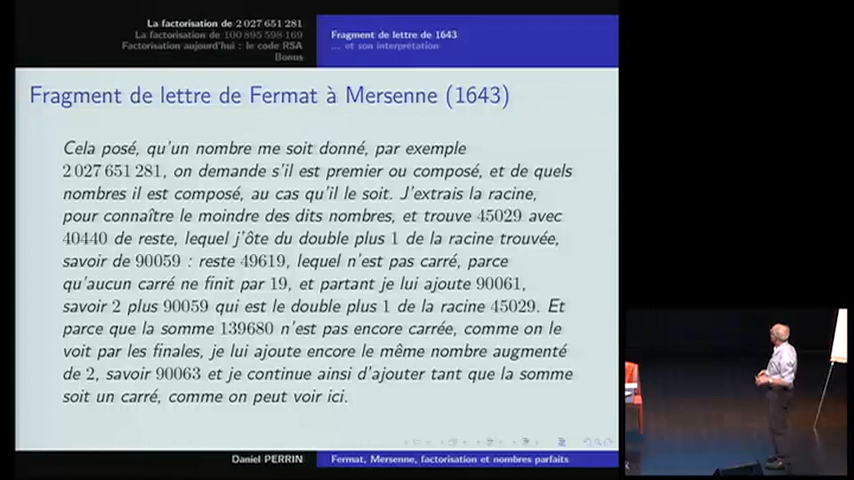 La factorisation de 2 027 651 281
La factorisation de 100 895 598 169
Factorisation aujourd'hui : le code RSA
Bonus
Fragment de lettre de 1643
... et son interprétation
Fragment de lettre de Fermat à Mersenne (1643)
Cela posé, qu'un nombre me soit donné, par exemple
2 027 651 281, on demande s'il est premier ou composé, et de quels
nombres il est composé, au cas qu'il le soit. J'extrais la racine,
pour connaître le moindre des dits nombres, et trouve 45029 avec
40440 de reste, lequel j'ôte du double plus 1 de la racine trouvée,
savoir de 90059 : reste 49619, lequel n'est pas carré, parce
qu'aucun carré ne finit par 19, et partant je lui ajoute 90061,
savoir 2 plus 90059 qui est le double plus 1 de la racine 45029. Et
parce que la somme 139680 n'est pas encore carrée, comme on le
voit par les finales, je lui ajoute encore le même nombre augmenté
de 2, savoir 90063 et je continue ainsi d'ajouter tant que la somme
soit un carré, comme on peut voir ici.
Daniel PERRIN
Fermat, Mersenne, factorisation et nombres parfaits